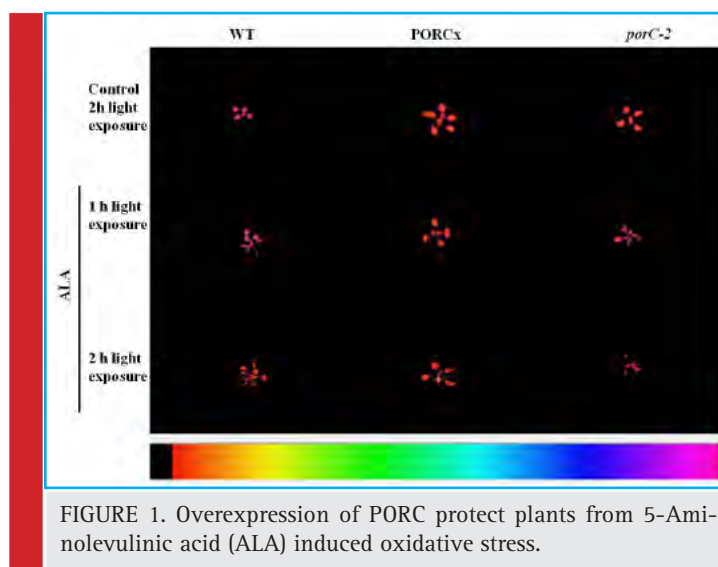 WT PORCx porC-2
Control
2h light
exposure
1 h light
exposure
ALA
2 h light
exposure
FIGURE 1. Overexpression of PORC protect plants from 5-Ami-
nolevulinic acid (ALA) induced oxidative stress.